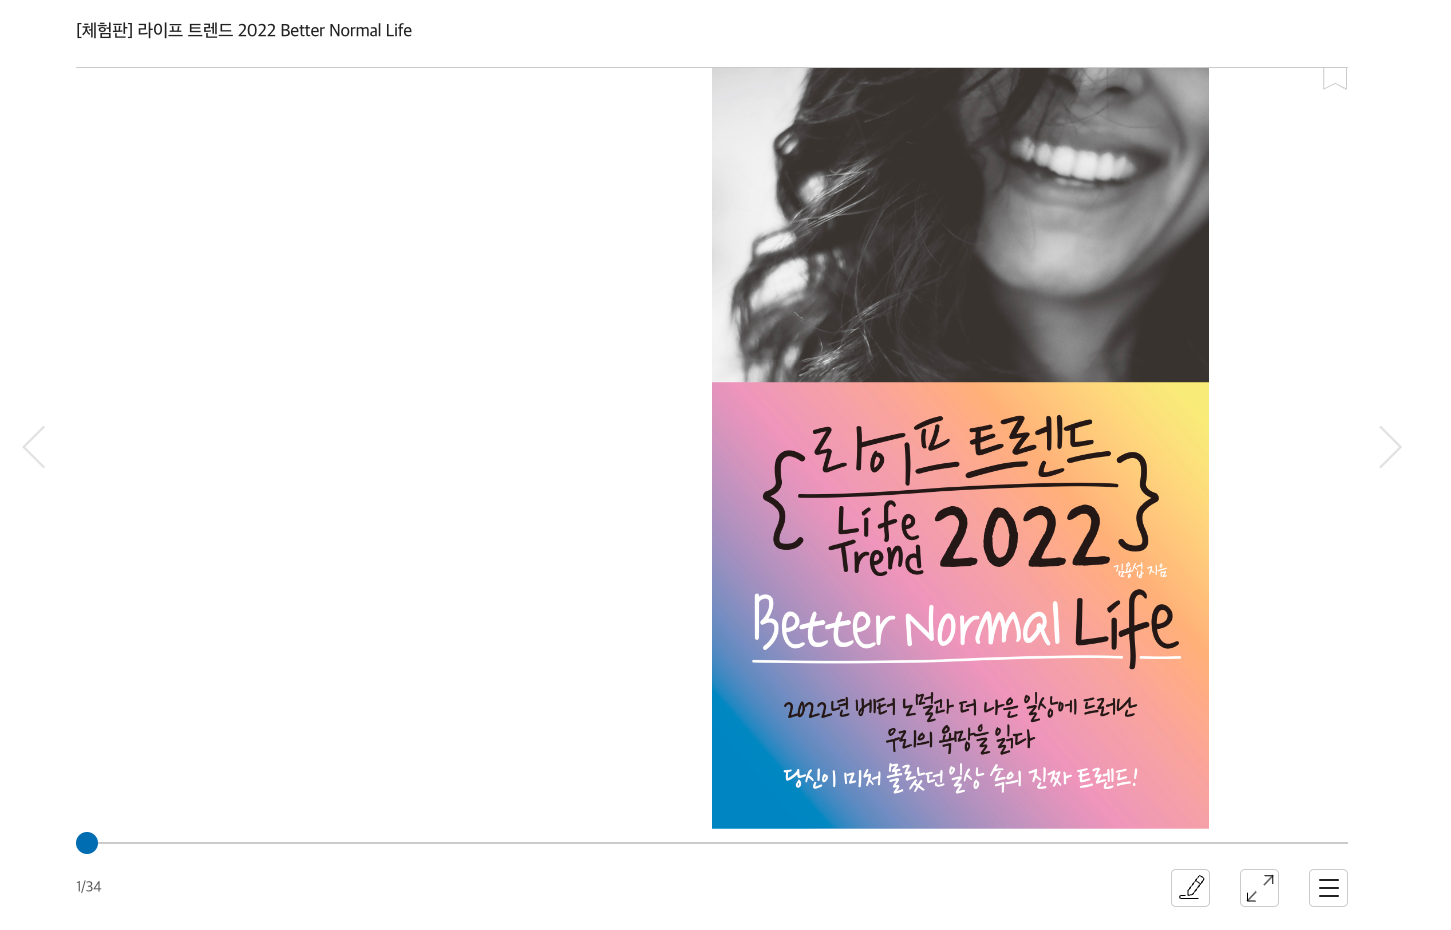 [체험판] 라이프 트렌드 2022 Better Normal Life
라이프 트렌드
Life
Trend 2022
김용섭 지음
Better Normal Life
2022년 베터 노멀과 더 나은 일상에 드러난
우리의 욕망을 읽다
당신이 미처 몰랐던 일상 속의 진짜 트렌드!
1/34